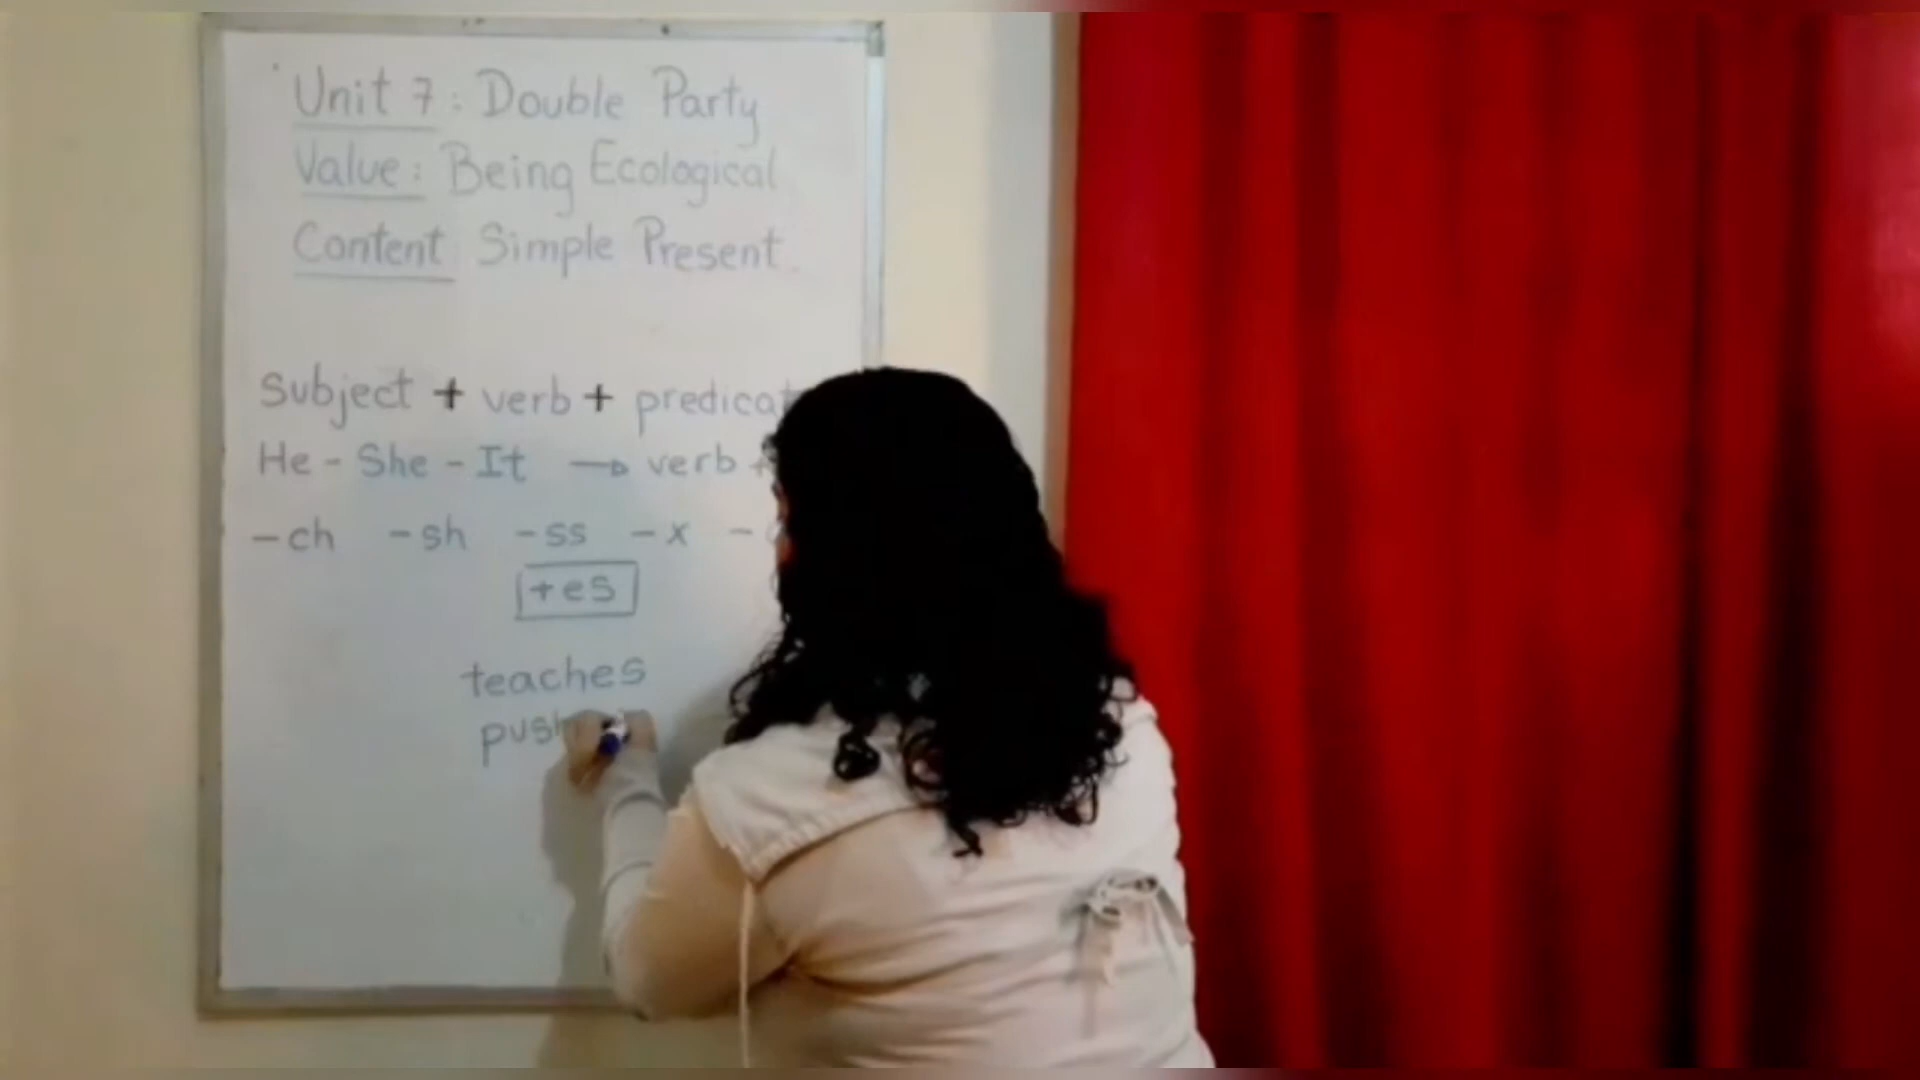 Unit 7: Double Party
Value: Being Ecological
Content Simple Present.
Subject + verb + predicat
He - She - It → verb +
-ch -sh -ss -x -
+es
teaches
push